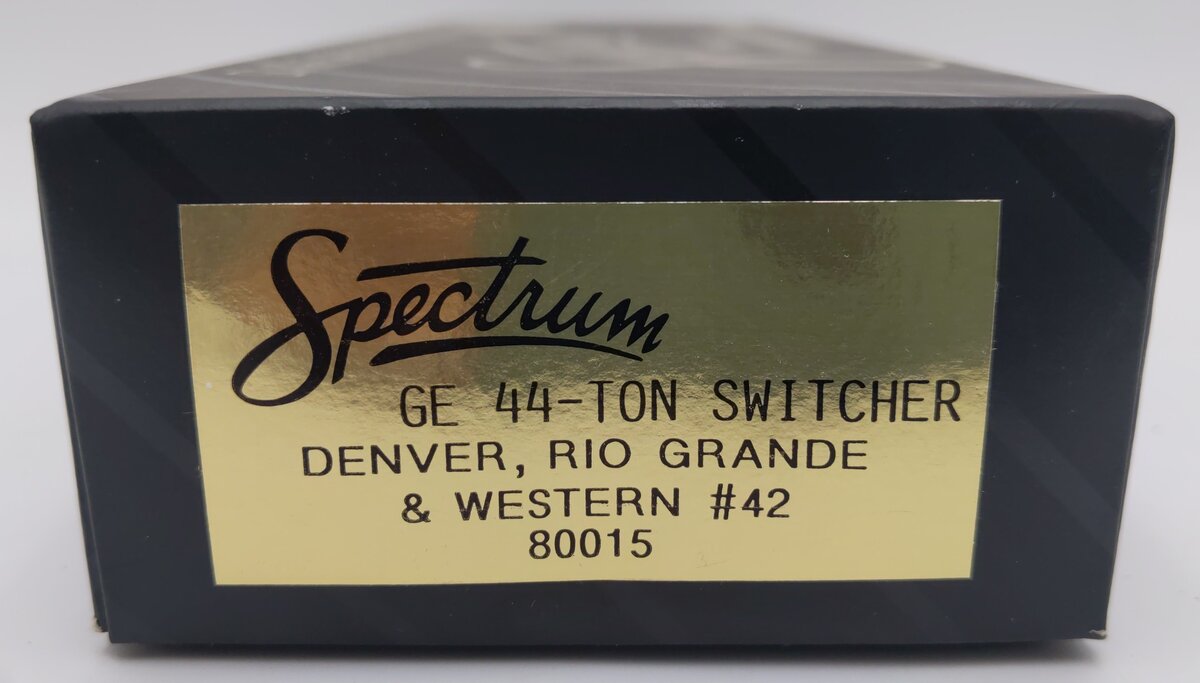 Spectrum
GE 44-TON SWITCHER
DENVER, RIO GRANDE
& WESTERN #42
80015